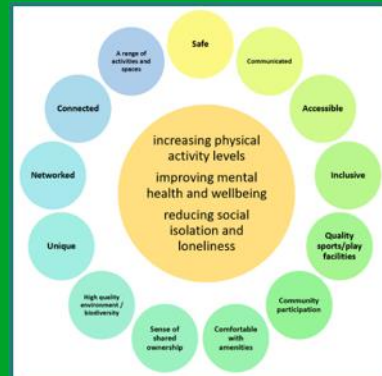 Safe
Communicated
Accessible
Inclusive
Quality
sports/play
facilities
Community
participation
Comfortable
with
amenities
Sense of
shared
ownership
High quality
environment /
biodiversity
Unique
Networked
Connected
A range of
activities and
spaces
increasing physical
activity levels
improving mental
health and wellbeing
reducing social
isolation and
loneliness